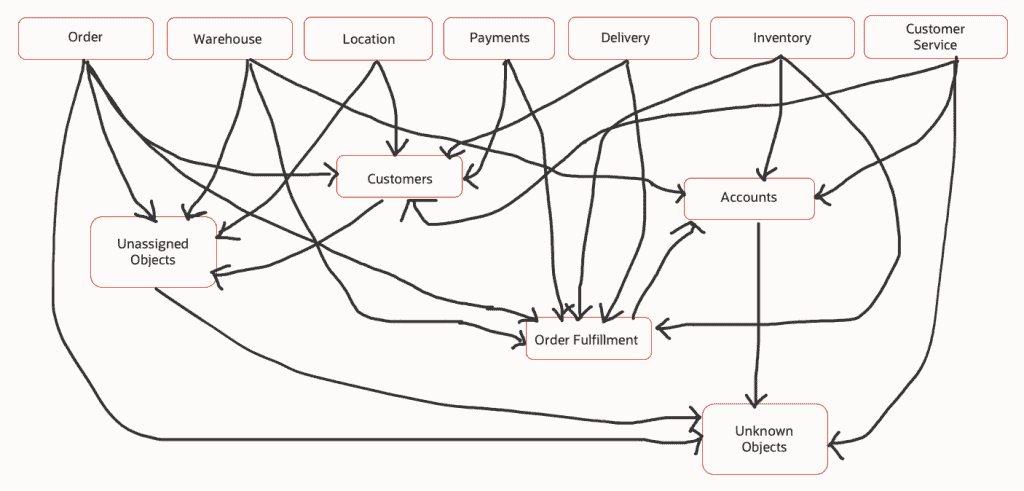 Order
Warehouse
Location
Payments
Delivery
Inventory
Customer
Service
Customers
Accounts
Unassigned
Objects
Order Fulfillment
Unknown
Objects